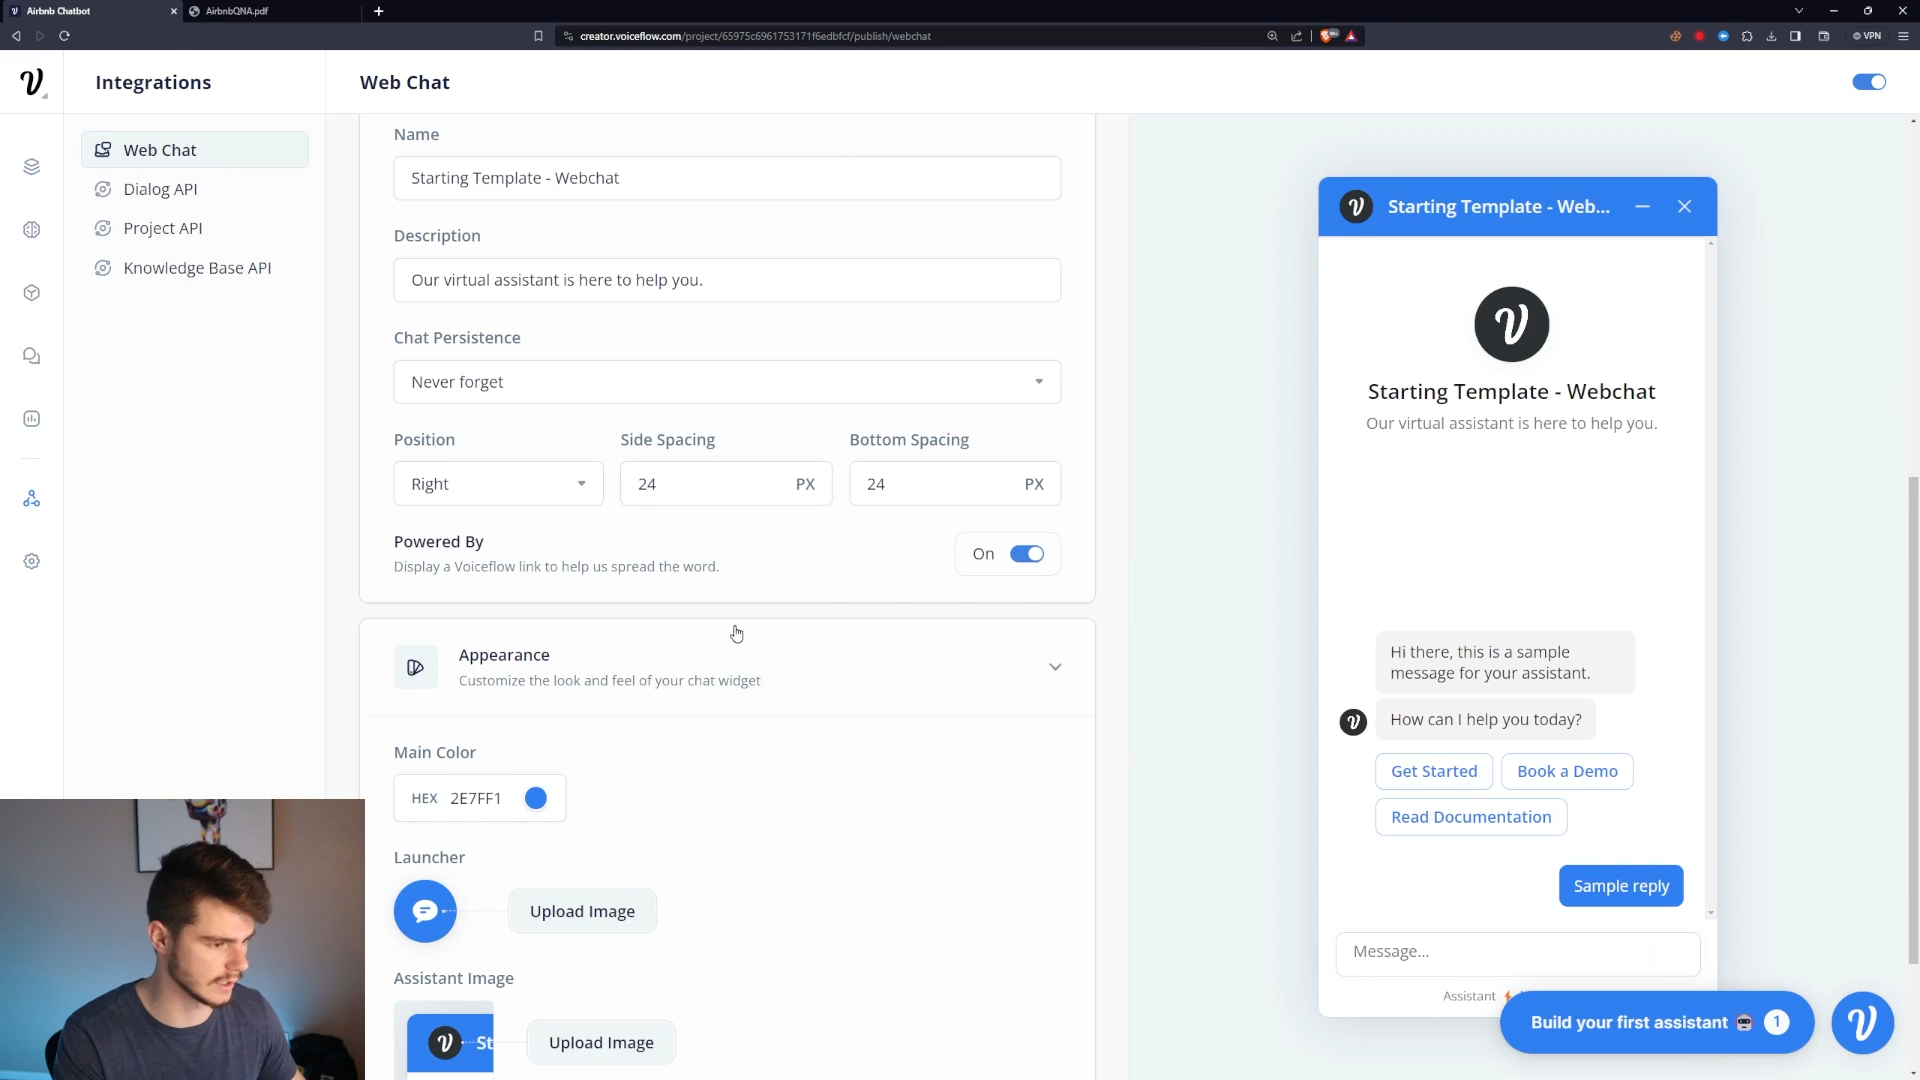 Airbnb Chatbot
AirbnbQNA.pdf
creator.voiceflow.com/project/65975c6961753171f6edbfcf/publish/webchat
VPN
Integrations
Web Chat
Web Chat
Dialog API
Project API
Knowledge Base API
Name
Starting Template - Webchat
Description
Our virtual assistant is here to help you.
Chat Persistence
Never forget
Position
Side Spacing
Bottom Spacing
Right
24
PX
24
PX
Powered By
Display a Voiceflow link to help us spread the word.
On
Appearance
Customize the look and feel of your chat widget
Main Color
HEX
2E7FF1
Launcher
Upload Image
Assistant Image
St
Upload Image
Starting Template - Web...
Starting Template - Webchat
Our virtual assistant is here to help you.
Hi there, this is a sample
message for your assistant.
How can I help you today?
Get Started
Book a Demo
Read Documentation
Sample reply
Message...
Assistant
Build your first assistant
1